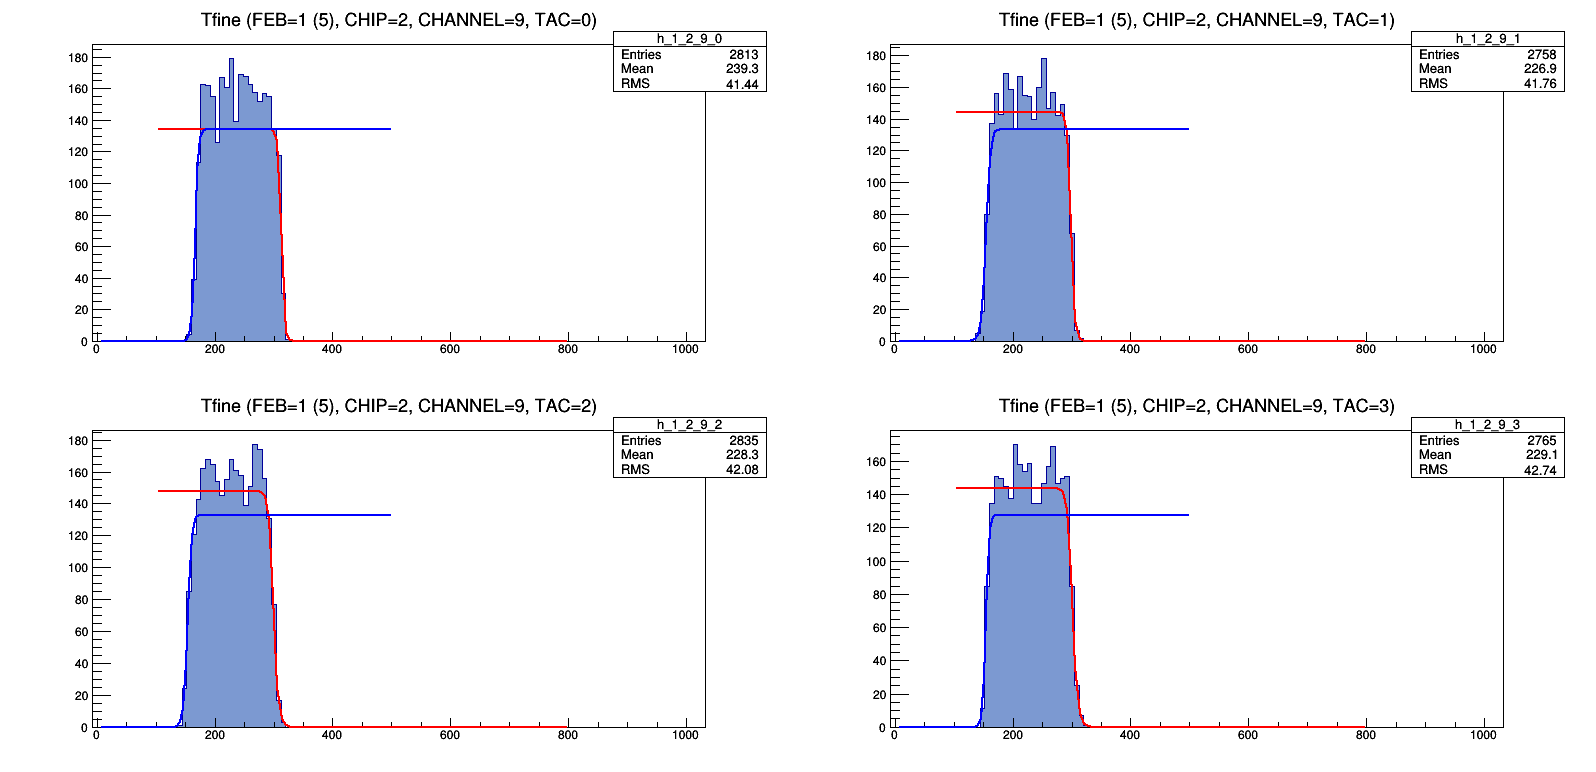 Tfine (FEB=1 (5), CHIP=2, CHANNEL=9, TAC=0)
h_1_2_9_0
Entries 2813
Mean 239.3
RMS 41.44
180
160
140
120
100
80
60
40
20
0
0 200 400 600 800 1000
Tfine (FEB=1 (5), CHIP=2, CHANNEL=9, TAC=1)
h_1_2_9_1
Entries 2758
Mean 226.9
RMS 41.76
180
160
140
120
100
80
60
40
20
0
0 200 400 600 800 1000
Tfine (FEB=1 (5), CHIP=2, CHANNEL=9, TAC=2)
h_1_2_9_2
Entries 2835
Mean 228.3
RMS 42.08
180
160
140
120
100
80
60
40
20
0
0 200 400 600 800 1000
Tfine (FEB=1 (5), CHIP=2, CHANNEL=9, TAC=3)
h_1_2_9_3
Entries 2765
Mean 229.1
RMS 42.74
160
140
120
100
80
60
40
20
0
0 200 400 600 800 1000